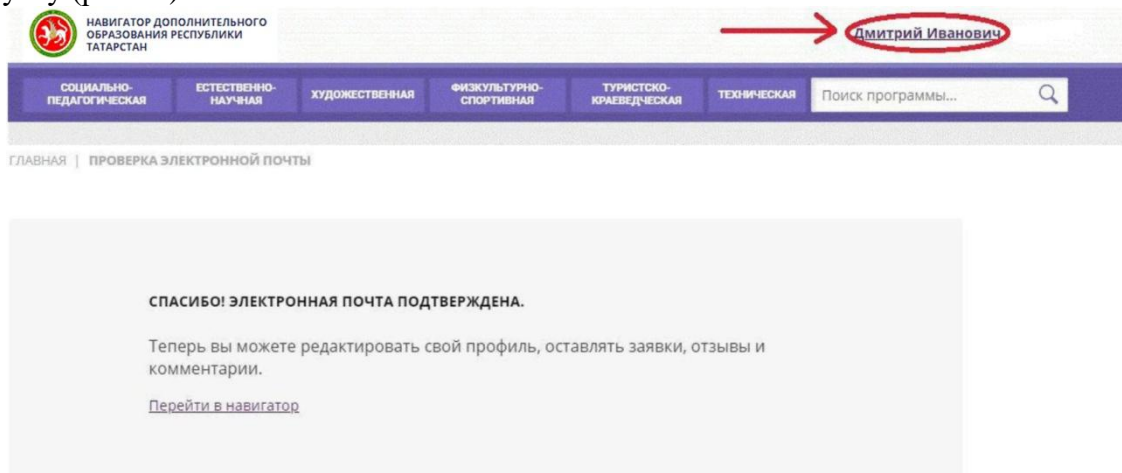 НАВИГАТОР ДОПОЛНИТЕЛЬНОГО
ОБРАЗОВАНИЯ РЕСПУБЛИКИ
ТАТАРСТАН
Дмитрий Иванович
СОЦИАЛЬНО-
ПЕДАГОГИЧЕСКАЯ
ЕСТЕСТВЕННО-
НАУЧНАЯ
ХУДОЖЕСТВЕННАЯ
ФИЗКУЛЬТУРНО-
СПОРТИВНАЯ
ТУРИСТСКО-
КРАЕВЕДЧЕСКАЯ
ТЕХНИЧЕСКАЯ
Поиск программы...
ГЛАВНАЯ | ПРОВЕРКА ЭЛЕКТРОННОЙ ПОЧТЫ
СПАСИБО! ЭЛЕКТРОННАЯ ПОЧТА ПОДТВЕРЖДЕНА.
Теперь вы можете редактировать свой профиль, оставлять заявки, отзывы и
комментарии.
Перейти в навигатор